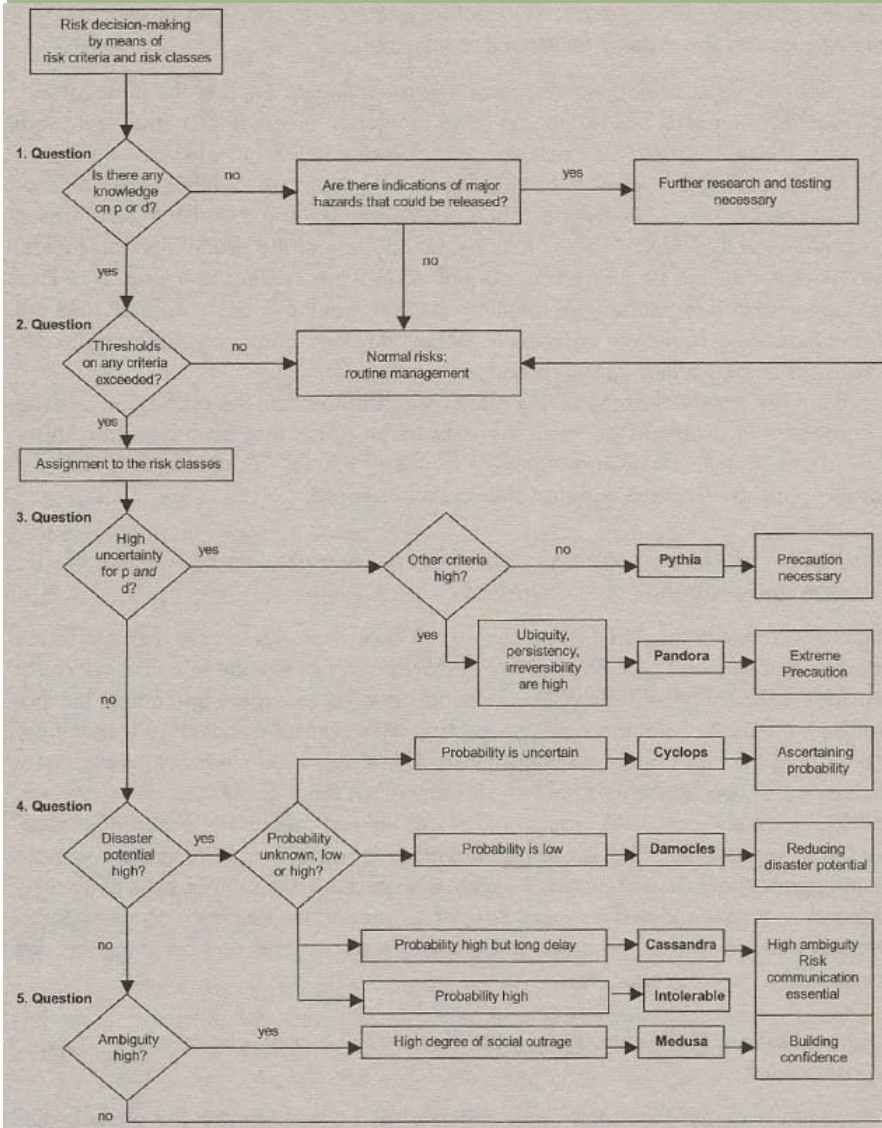 Risk decision-making
by means of
risk criteria and risk classes
1. Question
Is there any
knowledge
on p or d?
no
Are there indications of major
hazards that could be released?
yes
Further research and testing
necessary
yes
no
2. Question
Thresholds
on any criteria
exceeded?
no
Normal risks:
routine management
yes
Assignment to the risk classes
3. Question
High
uncertainty
for p and
d?
yes
Other criteria
high?
no
Pythia
Precaution
necessary
yes
Ubiquity,
persistency,
irreversibility
are high
Pandora
Extreme
Precaution
no
Probability is uncertain
Cyclops
Ascertaining
probability
4. Question
Disaster
potential
high?
yes
Probability
unknown, low
or high?
Probability is low
Damocles
Reducing
disaster potential
no
Probability high but long delay
Cassandra
High ambiguity
Risk
communication
essential
Probability high
Intolerable
5. Question
Ambiguity
high?
yes
High degree of social outrage
Medusa
Building
confidence
no